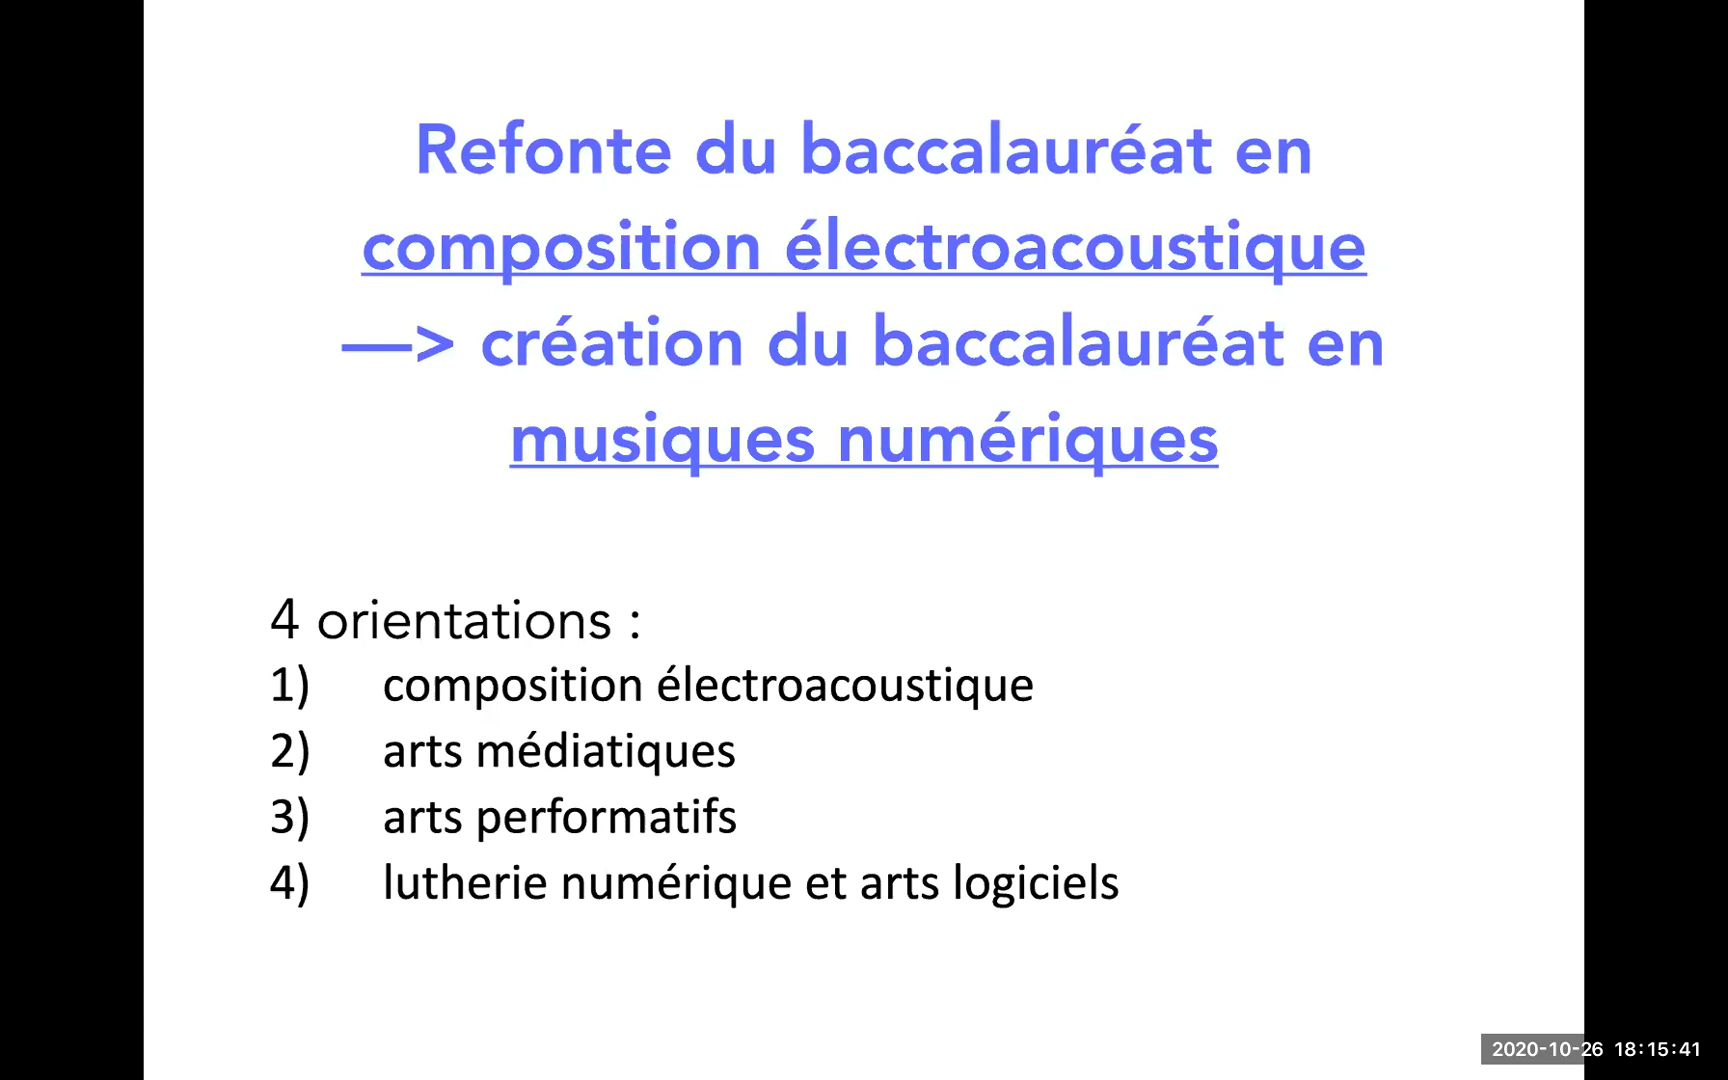 Refonte du baccalauréat en
composition électroacoustique
—> création du baccalauréat en
musiques numériques
4 orientations :
1) composition électroacoustique
2) arts médiatiques
3) arts performatifs
4) lutherie numérique et arts logiciels
2020-10-26 18:15:41